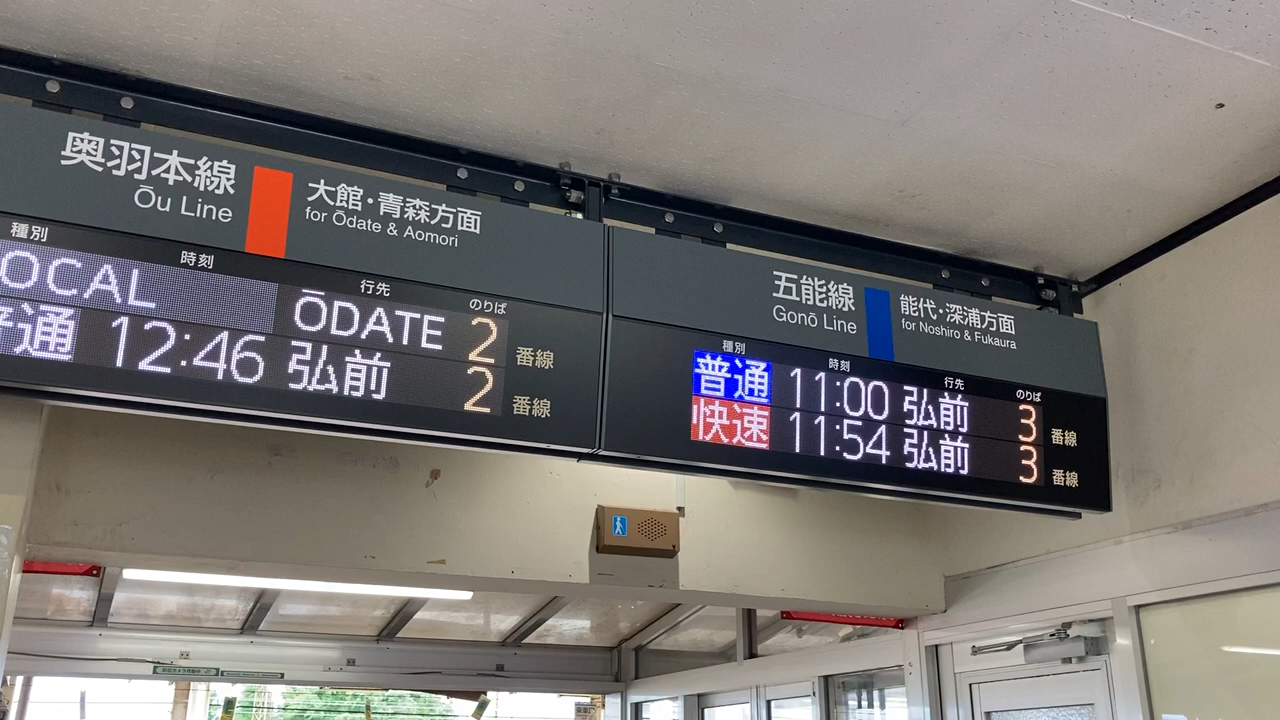 奥羽本線
Ōu Line
大館・青森方面
for Ōdate & Aomori
種別 時刻 行先 のりば
OCAL ŌDATE 2 番線
通 12:46 弘前 2 番線
五能線
Gonō Line
能代・深浦方面
for Noshiro & Fukaura
種別 時刻 行先 のりば
普通 11:00 弘前 3 番線
快速 11:54 弘前 3 番線